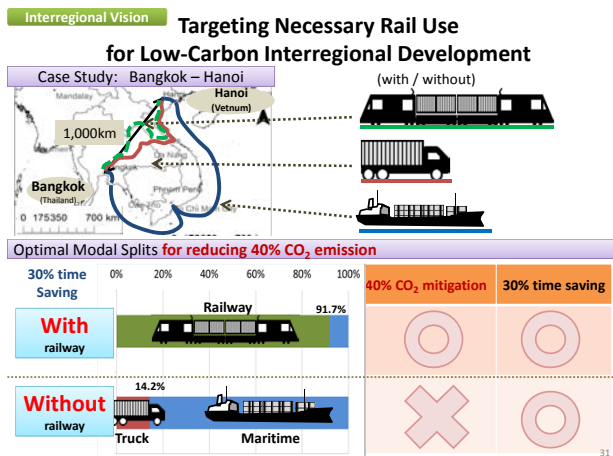 Interregional Vision
Targeting Necessary Rail Use
for Low-Carbon Interregional Development
Case Study: Bangkok – Hanoi
(with / without)
Mandalay
Hanoi
(Vetnum)
1,000km
Bangkok
(Thailand)
Phnom Penh
0 175350 700 km
Optimal Modal Splits for reducing 40% CO₂ emission
30% time
Saving
0% 20% 40% 60% 80% 100%
40% CO₂ mitigation
30% time saving
With
railway
Railway
91.7%
Without
railway
14.2%
Truck
Maritime
31